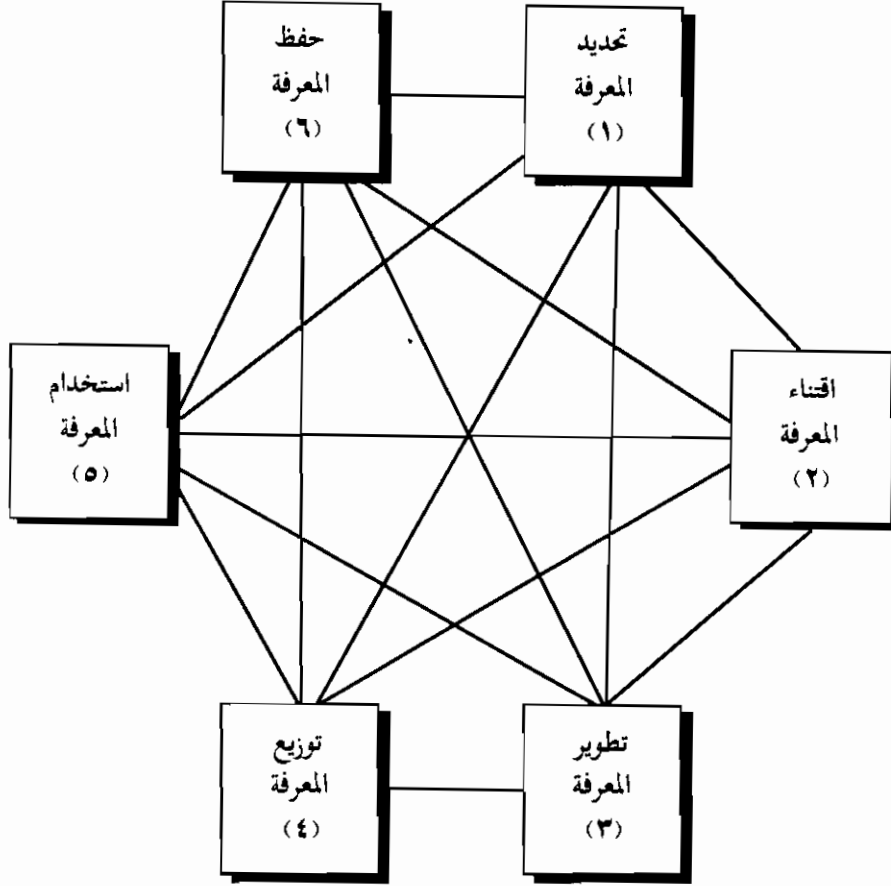 تحديد
المعرفة
(١)
اقتناء
المعرفة
(٢)
تطوير
المعرفة
(٣)
توزيع
المعرفة
(٤)
استخدام
المعرفة
(٥)
حفظ
المعرفة
(٦)